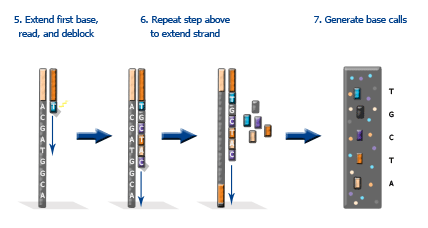 5. Extend first base,
read, and deblock
6. Repeat step above
to extend strand
7. Generate base calls
A
C
G
A
T
G
G
C
A
T
A
C
G
A
T
G
G
C
A
T
G
C
T
A
C
T
G
C
T
A
C
T
G
C
T
A